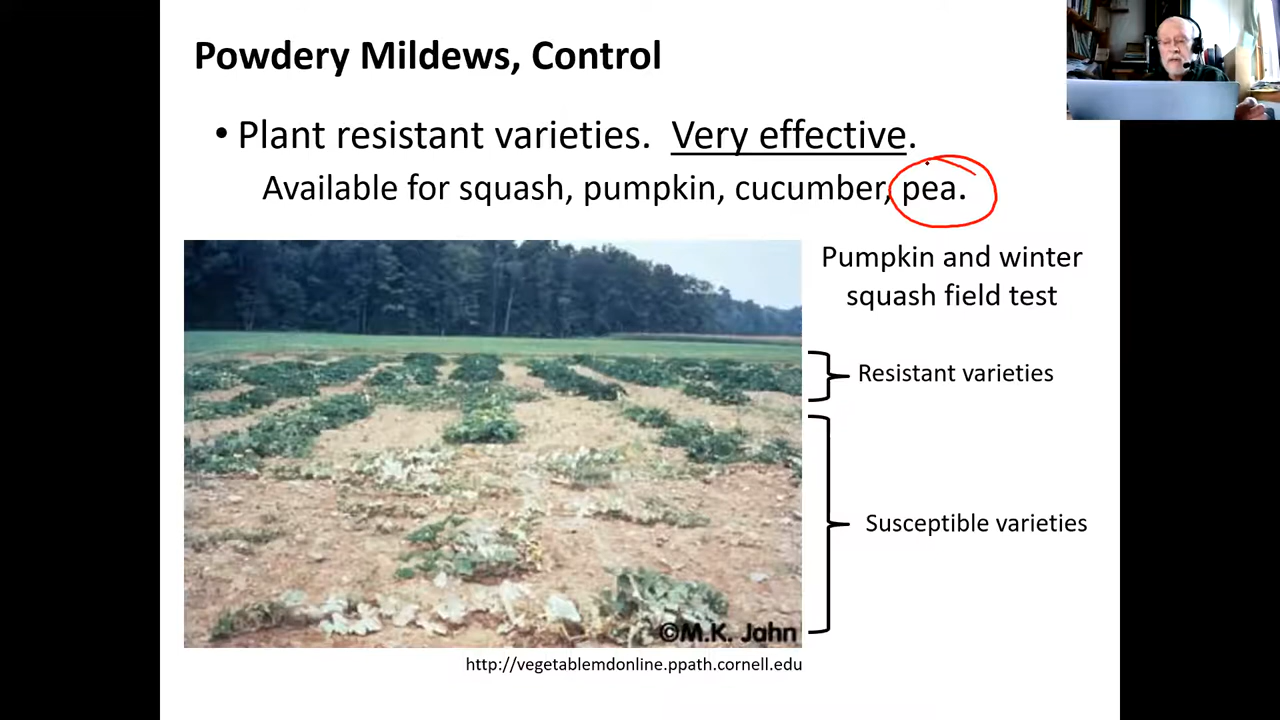 Powdery Mildews, Control
• Plant resistant varieties. Very effective.
Available for squash, pumpkin, cucumber, pea.
Pumpkin and winter
squash field test
Resistant varieties
Susceptible varieties
©M.K. Jahn
http://vegetablemdonline.ppath.cornell.edu